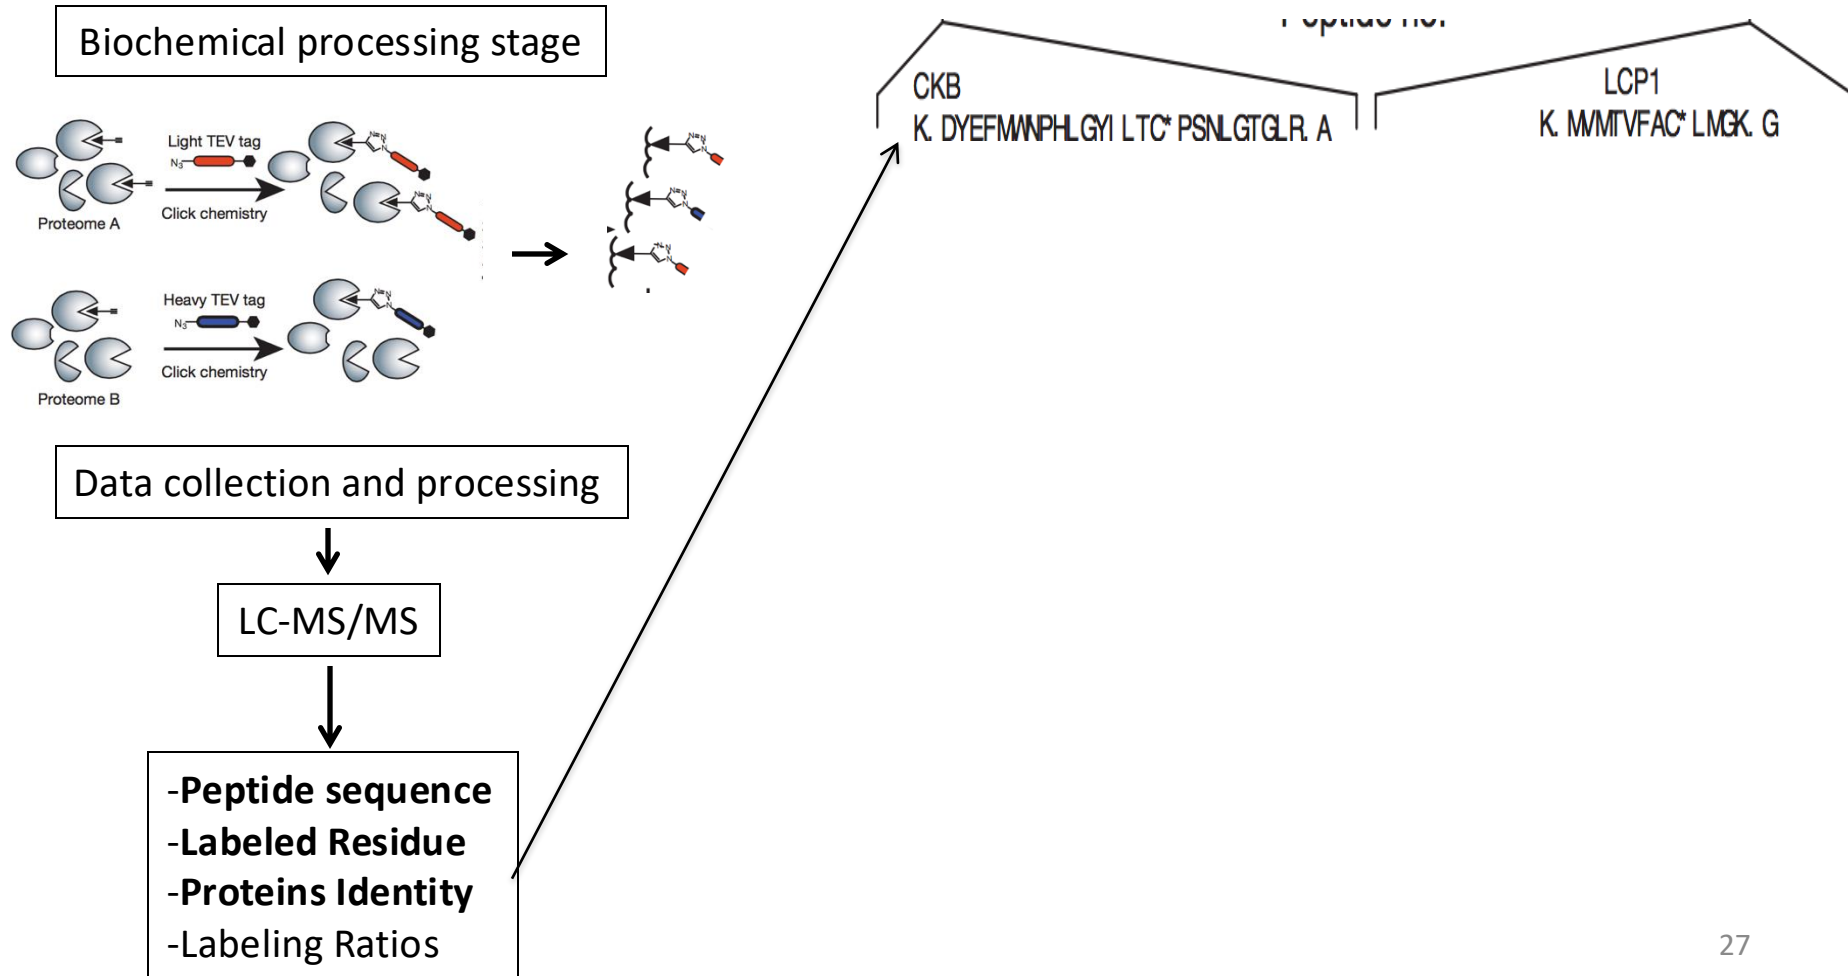 Biochemical processing stage
Light TEV tag
N₃
Click chemistry
Proteome A
Heavy TEV tag
N₃
Click chemistry
Proteome B
Data collection and processing
LC-MS/MS
-Peptide sequence
-Labeled Residue
-Proteins Identity
-Labeling Ratios
CKB
K. DYEFMWNPHLGYI LTC* PSNLGTGLR. A
LCP1
K. MVMTVFAC* LMGK. G
27